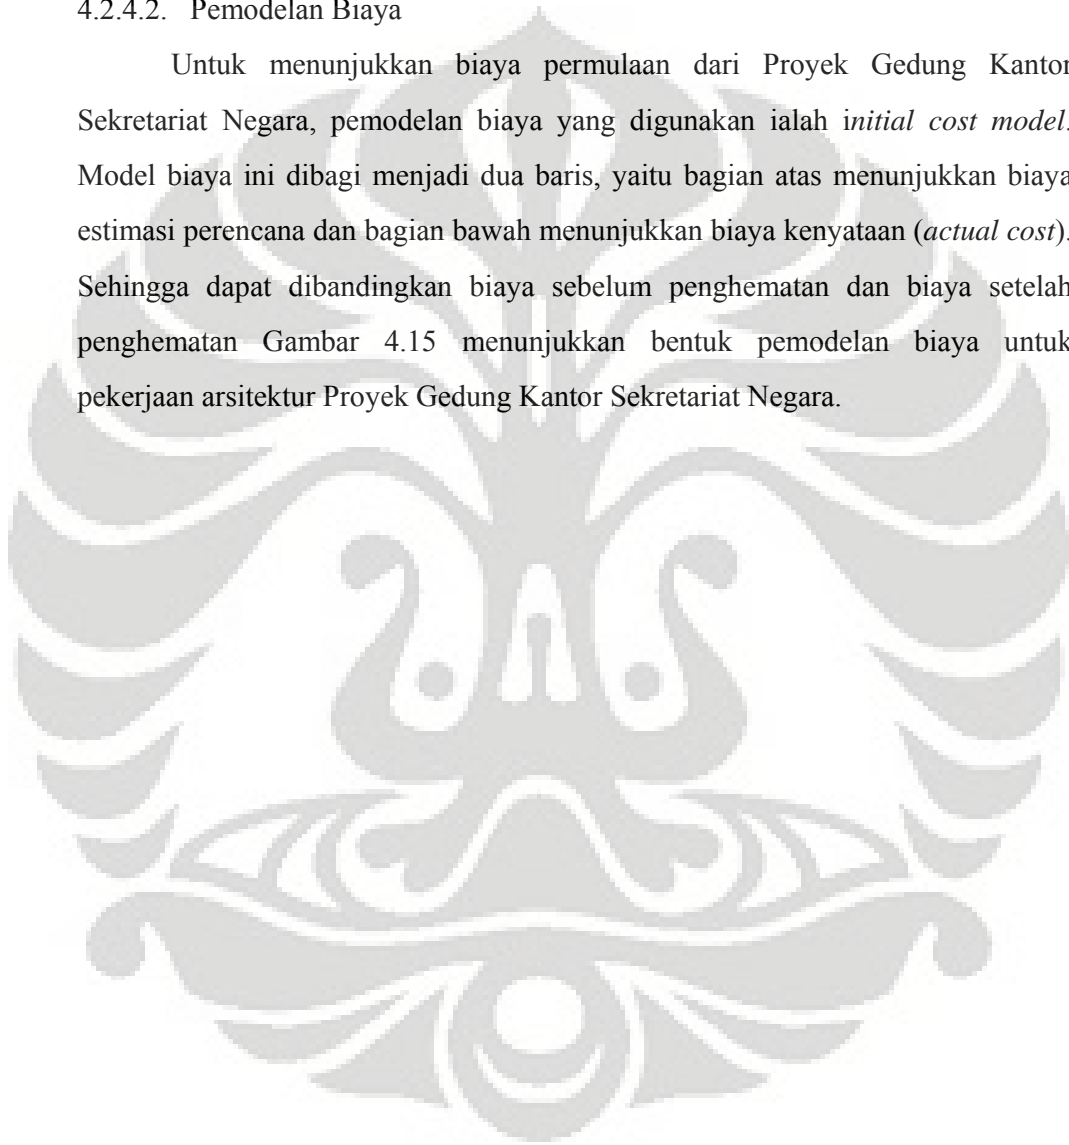 4.2.4.2. Pemodelan Biaya
Untuk menunjukkan biaya permulaan dari Proyek Gedung Kantor
Sekretariat Negara, pemodelan biaya yang digunakan ialah initial cost model.
Model biaya ini dibagi menjadi dua baris, yaitu bagian atas menunjukkan biaya
estimasi perencana dan bagian bawah menunjukkan biaya kenyataan (actual cost).
Sehingga dapat dibandingkan biaya sebelum penghematan dan biaya setelah
penghematan Gambar 4.15 menunjukkan bentuk pemodelan biaya untuk
pekerjaan arsitektur Proyek Gedung Kantor Sekretariat Negara.